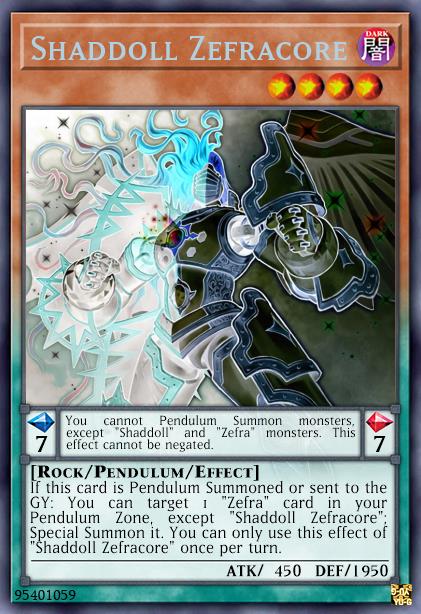 Shaddoll Zefracore
DARK
闇
You cannot Pendulum Summon monsters,
except "Shaddoll" and "Zefra" monsters. This
effect cannot be negated.
7
7
[Rock/Pendulum/Effect]
If this card is Pendulum Summoned or sent to the
GY: You can target 1 "Zefra" card in your
Pendulum Zone, except "Shaddoll Zefracore";
Special Summon it. You can only use this effect of
"Shaddoll Zefracore" once per turn.
ATK/ 450 DEF/1950
95401059